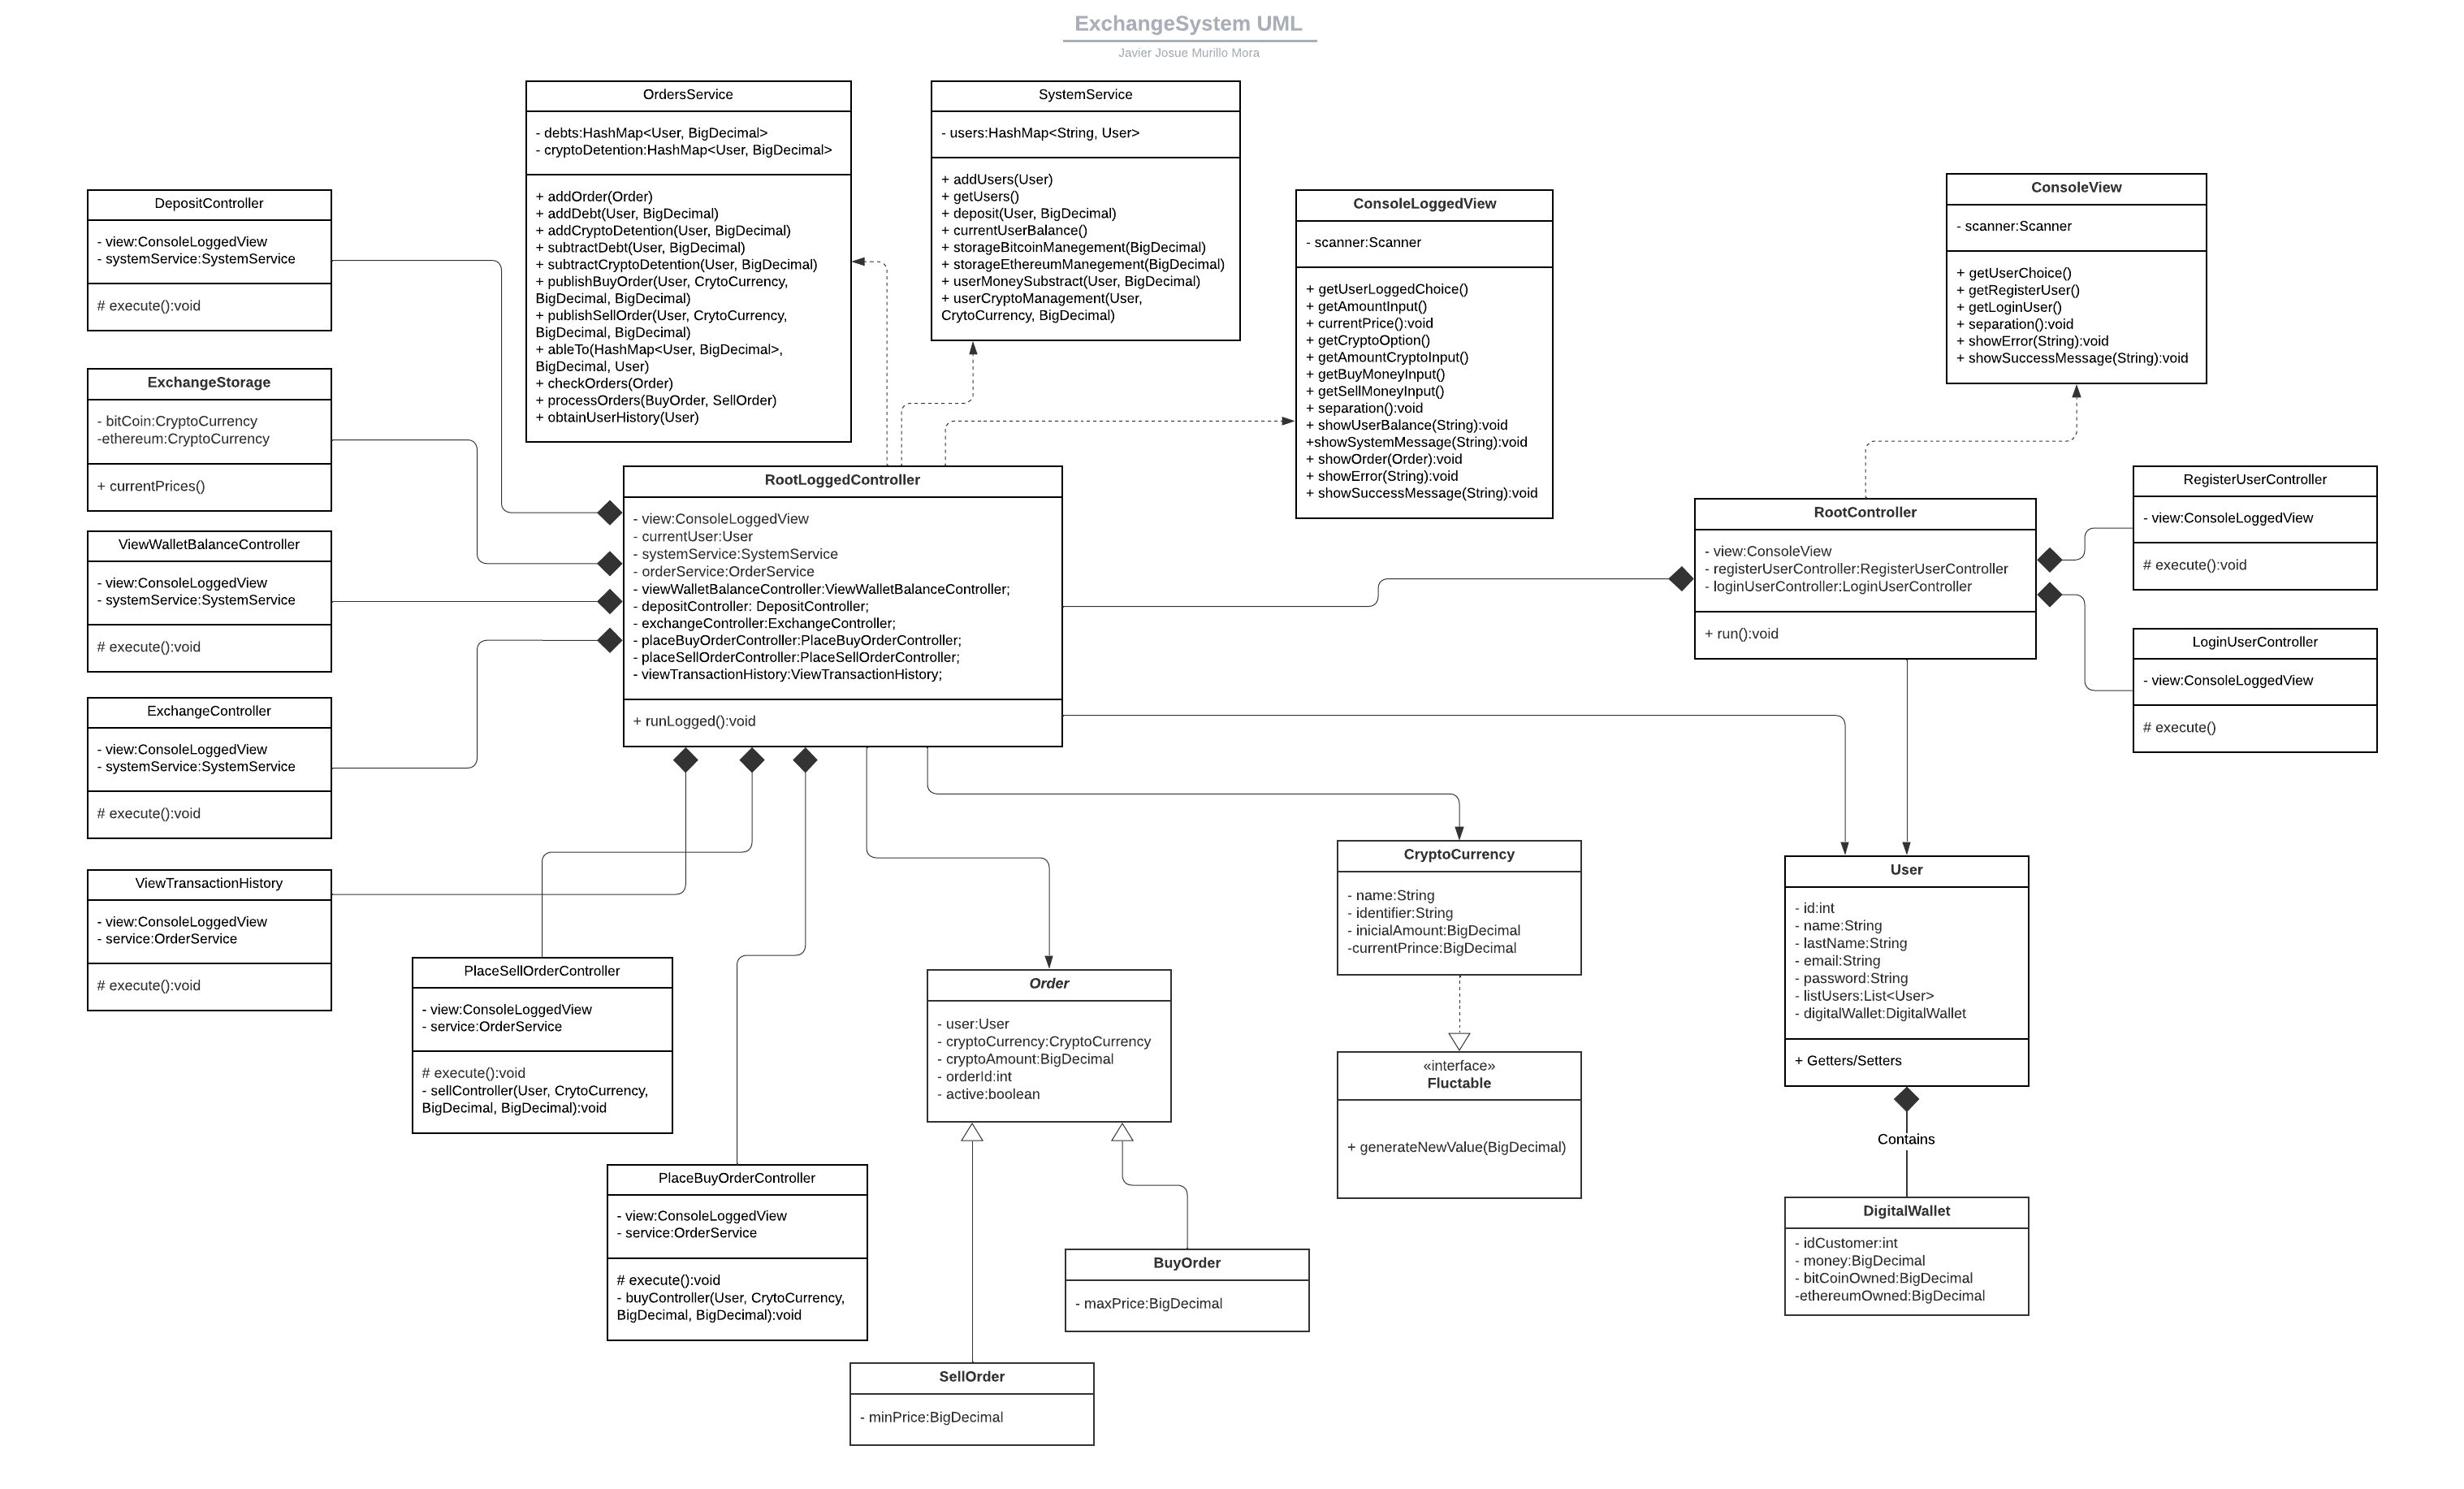 ExchangeSystem UML
Javier Josue Murillo Mora
OrdersService
- debts:HashMap<User, BigDecimal>
- cryptoDetention:HashMap<User, BigDecimal>
+ addOrder(Order)
+ addDebt(User, BigDecimal)
+ addCryptoDetention(User, BigDecimal)
+ subtractDebt(User, BigDecimal)
+ subtractCryptoDetention(User, BigDecimal)
+ publishBuyOrder(User, CrytoCurrency,
BigDecimal, BigDecimal)
+ publishSellOrder(User, CrytoCurrency,
BigDecimal, BigDecimal)
+ ableTo(HashMap<User, BigDecimal>,
BigDecimal, User)
+ checkOrders(Order)
+ processOrders(BuyOrder, SellOrder)
+ obtainUserHistory(User)
SystemService
- users:HashMap<String, User>
+ addUsers(User)
+ getUsers()
+ deposit(User, BigDecimal)
+ currentUserBalance()
+ storageBitcoinManegement(BigDecimal)
+ storageEthereumManegement(BigDecimal)
+ userMoneySubstract(User, BigDecimal)
+ userCryptoManagement(User,
CrytoCurrency, BigDecimal)
ConsoleLoggedView
- scanner:Scanner
+ getUserLoggedChoice()
+ getAmountInput()
+ currentPrice():void
+ getCryptoOption()
+ getAmountCryptoInput()
+ getBuyMoneyInput()
+ getSellMoneyInput()
+ separation():void
+ showUserBalance(String):void
+showSystemMessage(String):void
+ showOrder(Order):void
+ showError(String):void
+ showSuccessMessage(String):void
ConsoleView
- scanner:Scanner
+ getUserChoice()
+ getRegisterUser()
+ getLoginUser()
+ separation():void
+ showError(String):void
+ showSuccessMessage(String):void
DepositController
- view:ConsoleLoggedView
- systemService:SystemService
# execute():void
ExchangeStorage
- bitCoin:CryptoCurrency
-ethereum:CryptoCurrency
+ currentPrices()
ViewWalletBalanceController
- view:ConsoleLoggedView
- systemService:SystemService
# execute():void
ExchangeController
- view:ConsoleLoggedView
- systemService:SystemService
# execute():void
ViewTransactionHistory
- view:ConsoleLoggedView
- service:OrderService
# execute():void
RootLoggedController
- view:ConsoleLoggedView
- currentUser:User
- systemService:SystemService
- orderService:OrderService
- viewWalletBalanceController:ViewWalletBalanceController;
- depositController: DepositController;
- exchangeController:ExchangeController;
- placeBuyOrderController:PlaceBuyOrderController;
- placeSellOrderController:PlaceSellOrderController;
- viewTransactionHistory:ViewTransactionHistory;
+ runLogged():void
RootController
- view:ConsoleView
- registerUserController:RegisterUserController
- loginUserController:LoginUserController
+ run():void
RegisterUserController
- view:ConsoleLoggedView
# execute():void
LoginUserController
- view:ConsoleLoggedView
# execute()
PlaceSellOrderController
- view:ConsoleLoggedView
- service:OrderService
# execute():void
- sellController(User, CrytoCurrency,
BigDecimal, BigDecimal):void
PlaceBuyOrderController
- view:ConsoleLoggedView
- service:OrderService
# execute():void
- buyController(User, CrytoCurrency,
BigDecimal, BigDecimal):void
Order
- user:User
- cryptoCurrency:CryptoCurrency
- cryptoAmount:BigDecimal
- orderId:int
- active:boolean
SellOrder
- minPrice:BigDecimal
BuyOrder
- maxPrice:BigDecimal
CryptoCurrency
- name:String
- identifier:String
- inicialAmount:BigDecimal
-currentPrince:BigDecimal
«interface»
Fluctable
+ generateNewValue(BigDecimal)
User
- id:int
- name:String
- lastName:String
- email:String
- password:String
- listUsers:List<User>
- digitalWallet:DigitalWallet
+ Getters/Setters
Contains
DigitalWallet
- idCustomer:int
- money:BigDecimal
- bitCoinOwned:BigDecimal
-ethereumOwned:BigDecimal